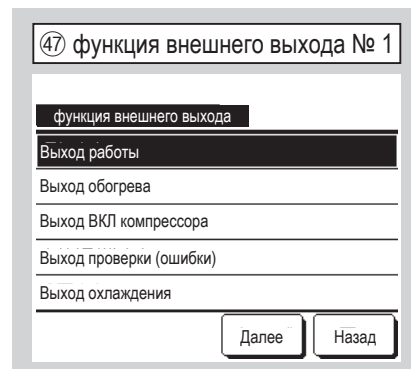 ㊼ функция внешнего выхода № 1
функция внешнего выхода
Выход работы
Выход обогрева
Выход ВКЛ компрессора
Выход проверки (ошибки)
Выход охлаждения
Далее Назад